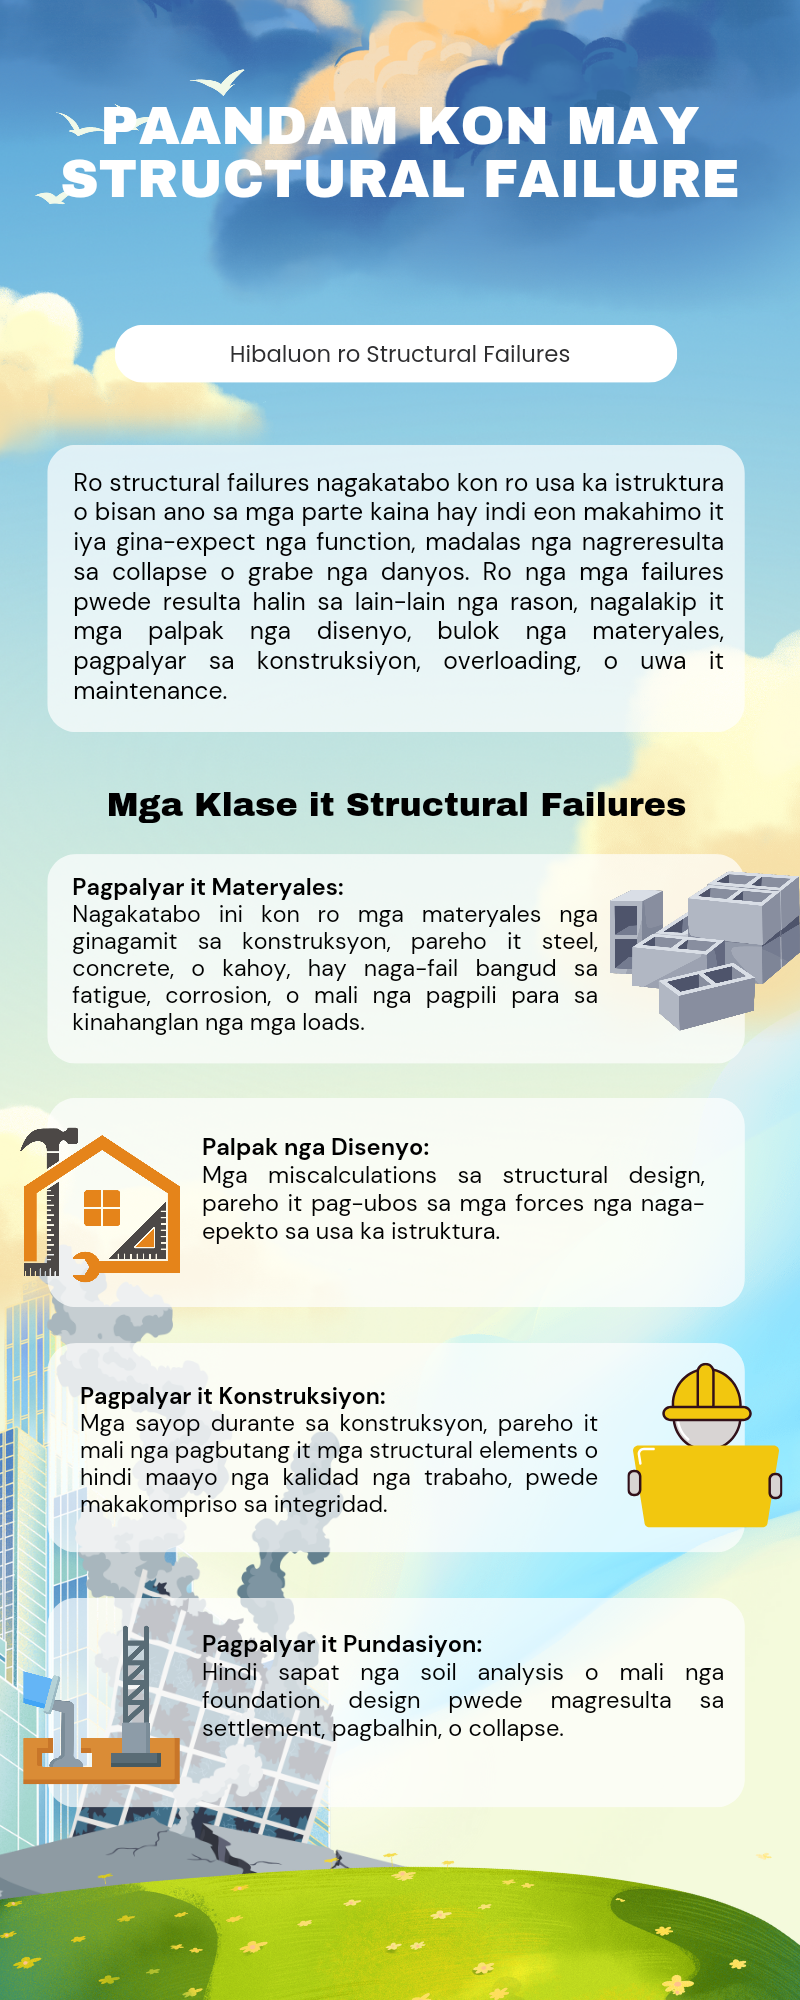 PAANDAM KON MAY
STRUCTURAL FAILURE
Hibaluon ro Structural Failures
Ro structural failures nagakatabo kon ro usa ka istruktura
o bisan ano sa mga parte kaina hay indi eon makahimo it
iya gina-expect nga function, madalas nga nagreresulta
sa collapse o grabe nga danyos. Ro nga mga failures
pwede resulta halin sa lain-lain nga rason, nagalakip it
mga palpak nga disenyo, bulok nga materyales,
pagpalyar sa konstruksiyon, overloading, o uwa it
maintenance.
Mga Klase it Structural Failures
Pagpalyar it Materyales:
Nagakatabo ini kon ro mga materyales nga
ginagamit sa konstruksyon, pareho it steel,
concrete, o kahoy, hay naga-fail bangud sa
fatigue, corrosion, o mali nga pagpili para sa
kinahanglan nga mga loads.
Palpak nga Disenyo:
Mga miscalculations sa structural design,
pareho it pag-ubos sa mga forces nga naga-
epekto sa usa ka istruktura.
Pagpalyar it Konstruksiyon:
Mga sayop durante sa konstruksyon, pareho it
mali nga pagbutang it mga structural elements o
hindi maayo nga kalidad nga trabaho, pwede
makakompriso sa integridad.
Pagpalyar it Pundasiyon:
Hindi sapat nga soil analysis o mali nga
foundation design pwede magresulta sa
settlement, pagbalhin, o collapse.